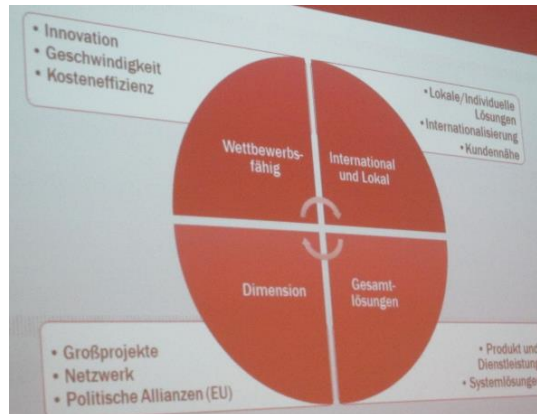 • Innovation
• Geschwindigkeit
• Kosteneffizienz
• Lokale/Individuelle
Lösungen
• Internationalisierung
• Kundennähe
Wettbewerbs-
fähig
International
und Lokal
Dimension
Gesamt-
lösungen
• Großprojekte
• Netzwerk
• Politische Allianzen (EU)
• Produkt und
Dienstleistung
• Systemlösungen